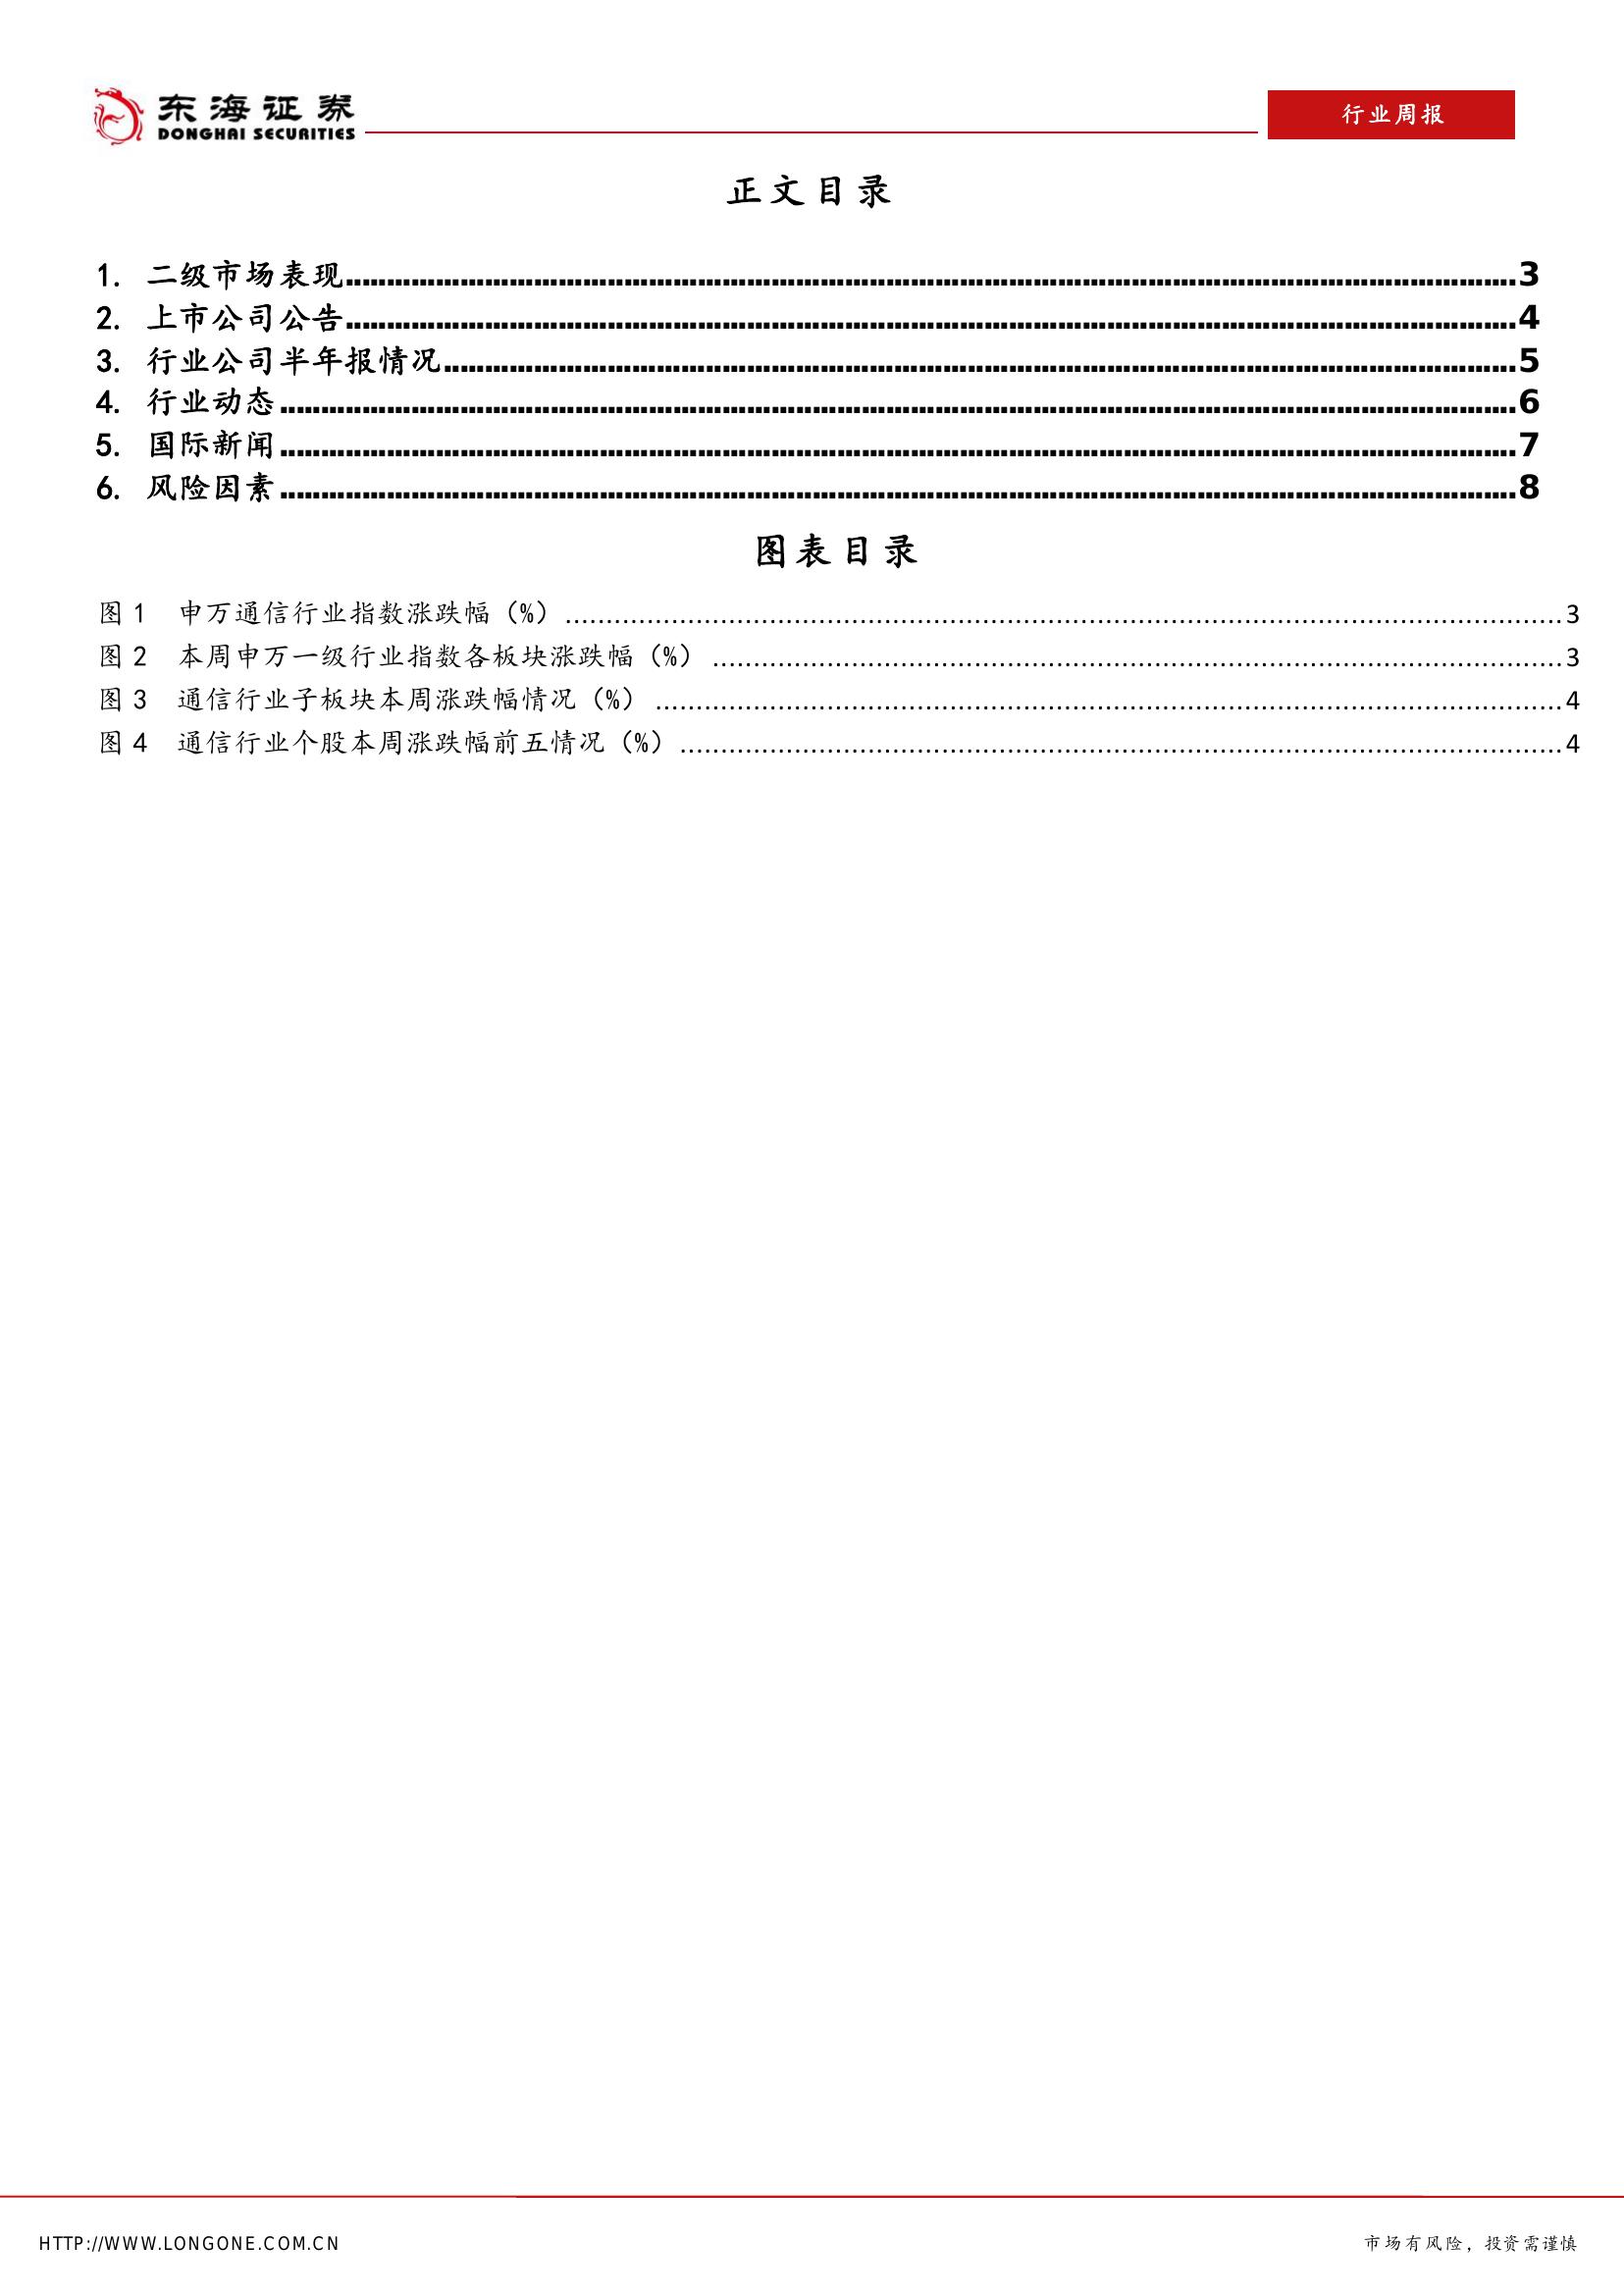 东海证券
DONGHAI SECURITIES
行业周报
正文目录
1. 二级市场表现........................................3
2. 上市公司公告........................................4
3. 行业公司半年报情况........................................5
4. 行业动态........................................6
5. 国际新闻........................................7
6. 风险因素........................................8
图表目录
图 1 申万通信行业指数涨跌幅（%）........................................3
图 2 本周申万一级行业指数各板块涨跌幅（%）........................................3
图 3 通信行业子板块本周涨跌幅情况（%）........................................4
图 4 通信行业个股本周涨跌幅前五情况（%）........................................4
HTTP://WWW.LONGONE.COM.CN
市场有风险，投资需谨慎